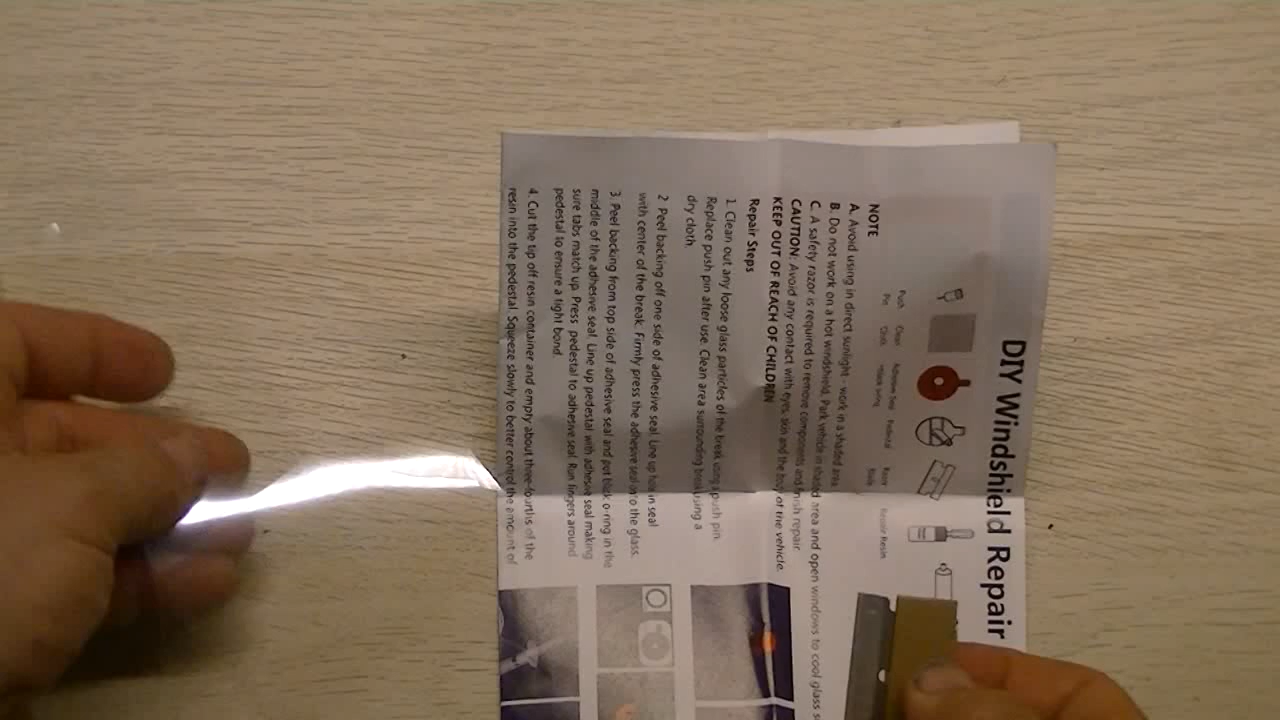 DIY Windshield Repair
Push Pin
Clean Cloth
Adhesive Seal
Pedestal
Razor Blade
Repair Resin
NOTE
A. Avoid using in direct sunlight - work in a shaded area
B. Do not work on a hot windshield. Park vehicle in shaded area and open windows to cool glass
C. A safety razor is required to remove components and finish repair.
CAUTION: Avoid any contact with eyes, skin and the body of the vehicle.
KEEP OUT OF REACH OF CHILDREN
Repair Steps
1. Clean out any loose glass particles of the break using push pin.
Replace push pin after use. Clean area surrounding break using a
dry cloth.
2 Peel backing off one side of adhesive seal. Line up hole in seal
with center of the break. Firmly press the adhesive seal onto the glass.
3. Peel backing from top side of adhesive seal and put black o-ring in the
middle of the adhesive seal. Line up pedestal with adhesive seal making
sure tabs match up. Press pedestal to adhesive seal. Run fingers around
pedestal to ensure a tight bond.
4. Cut the tip off resin container and empty about three-fourths of the
resin into the pedestal. Squeeze slowly to better control the amount of